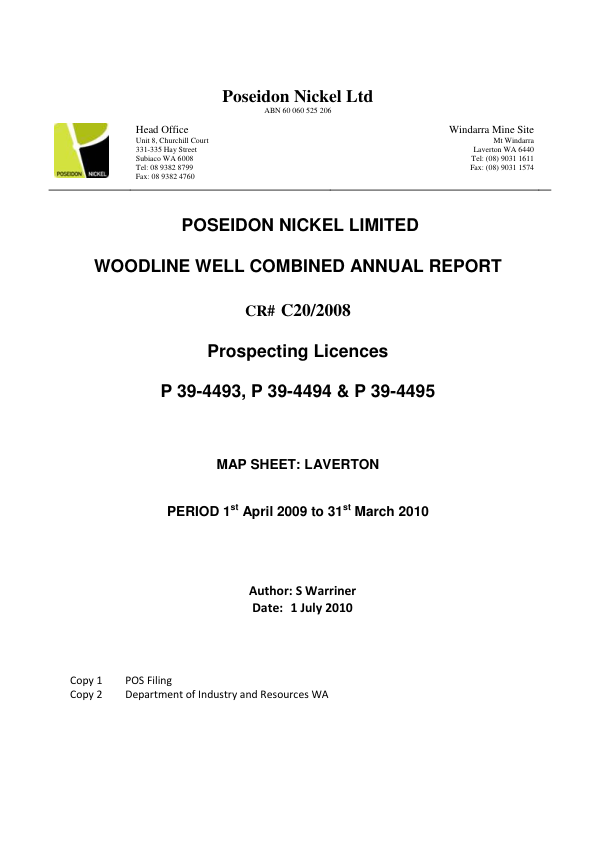 Poseidon Nickel Ltd
ABN 60 060 525 206
POSEIDON NICKEL
Head Office
Unit 8, Churchill Court
331-335 Hay Street
Subiaco WA 6008
Tel: 08 9382 8799
Fax: 08 9382 4760
Windarra Mine Site
Mt Windarra
Laverton WA 6440
Tel: (08) 9031 1611
Fax: (08) 9031 1574
POSEIDON NICKEL LIMITED
WOODLINE WELL COMBINED ANNUAL REPORT
CR# C20/2008
Prospecting Licences
P 39-4493, P 39-4494 & P 39-4495
MAP SHEET: LAVERTON
PERIOD 1st April 2009 to 31st March 2010
Author: S Warriner
Date: 1 July 2010
Copy 1 POS Filing
Copy 2 Department of Industry and Resources WA